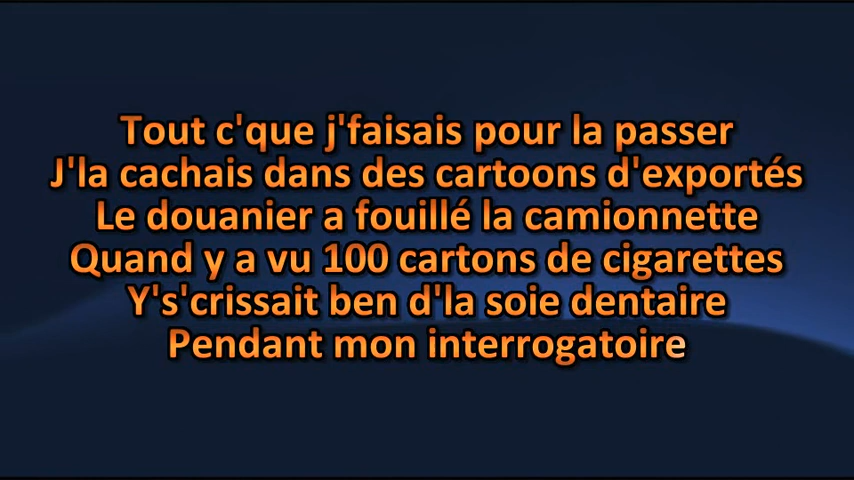 Tout c'que j'faisais pour la passer
J'la cachais dans des cartoons d'exportés
Le douanier a fouillé la camionnette
Quand y a vu 100 cartons de cigarettes
Y's'crissait ben d'la soie dentaire
Pendant mon interrogatoire